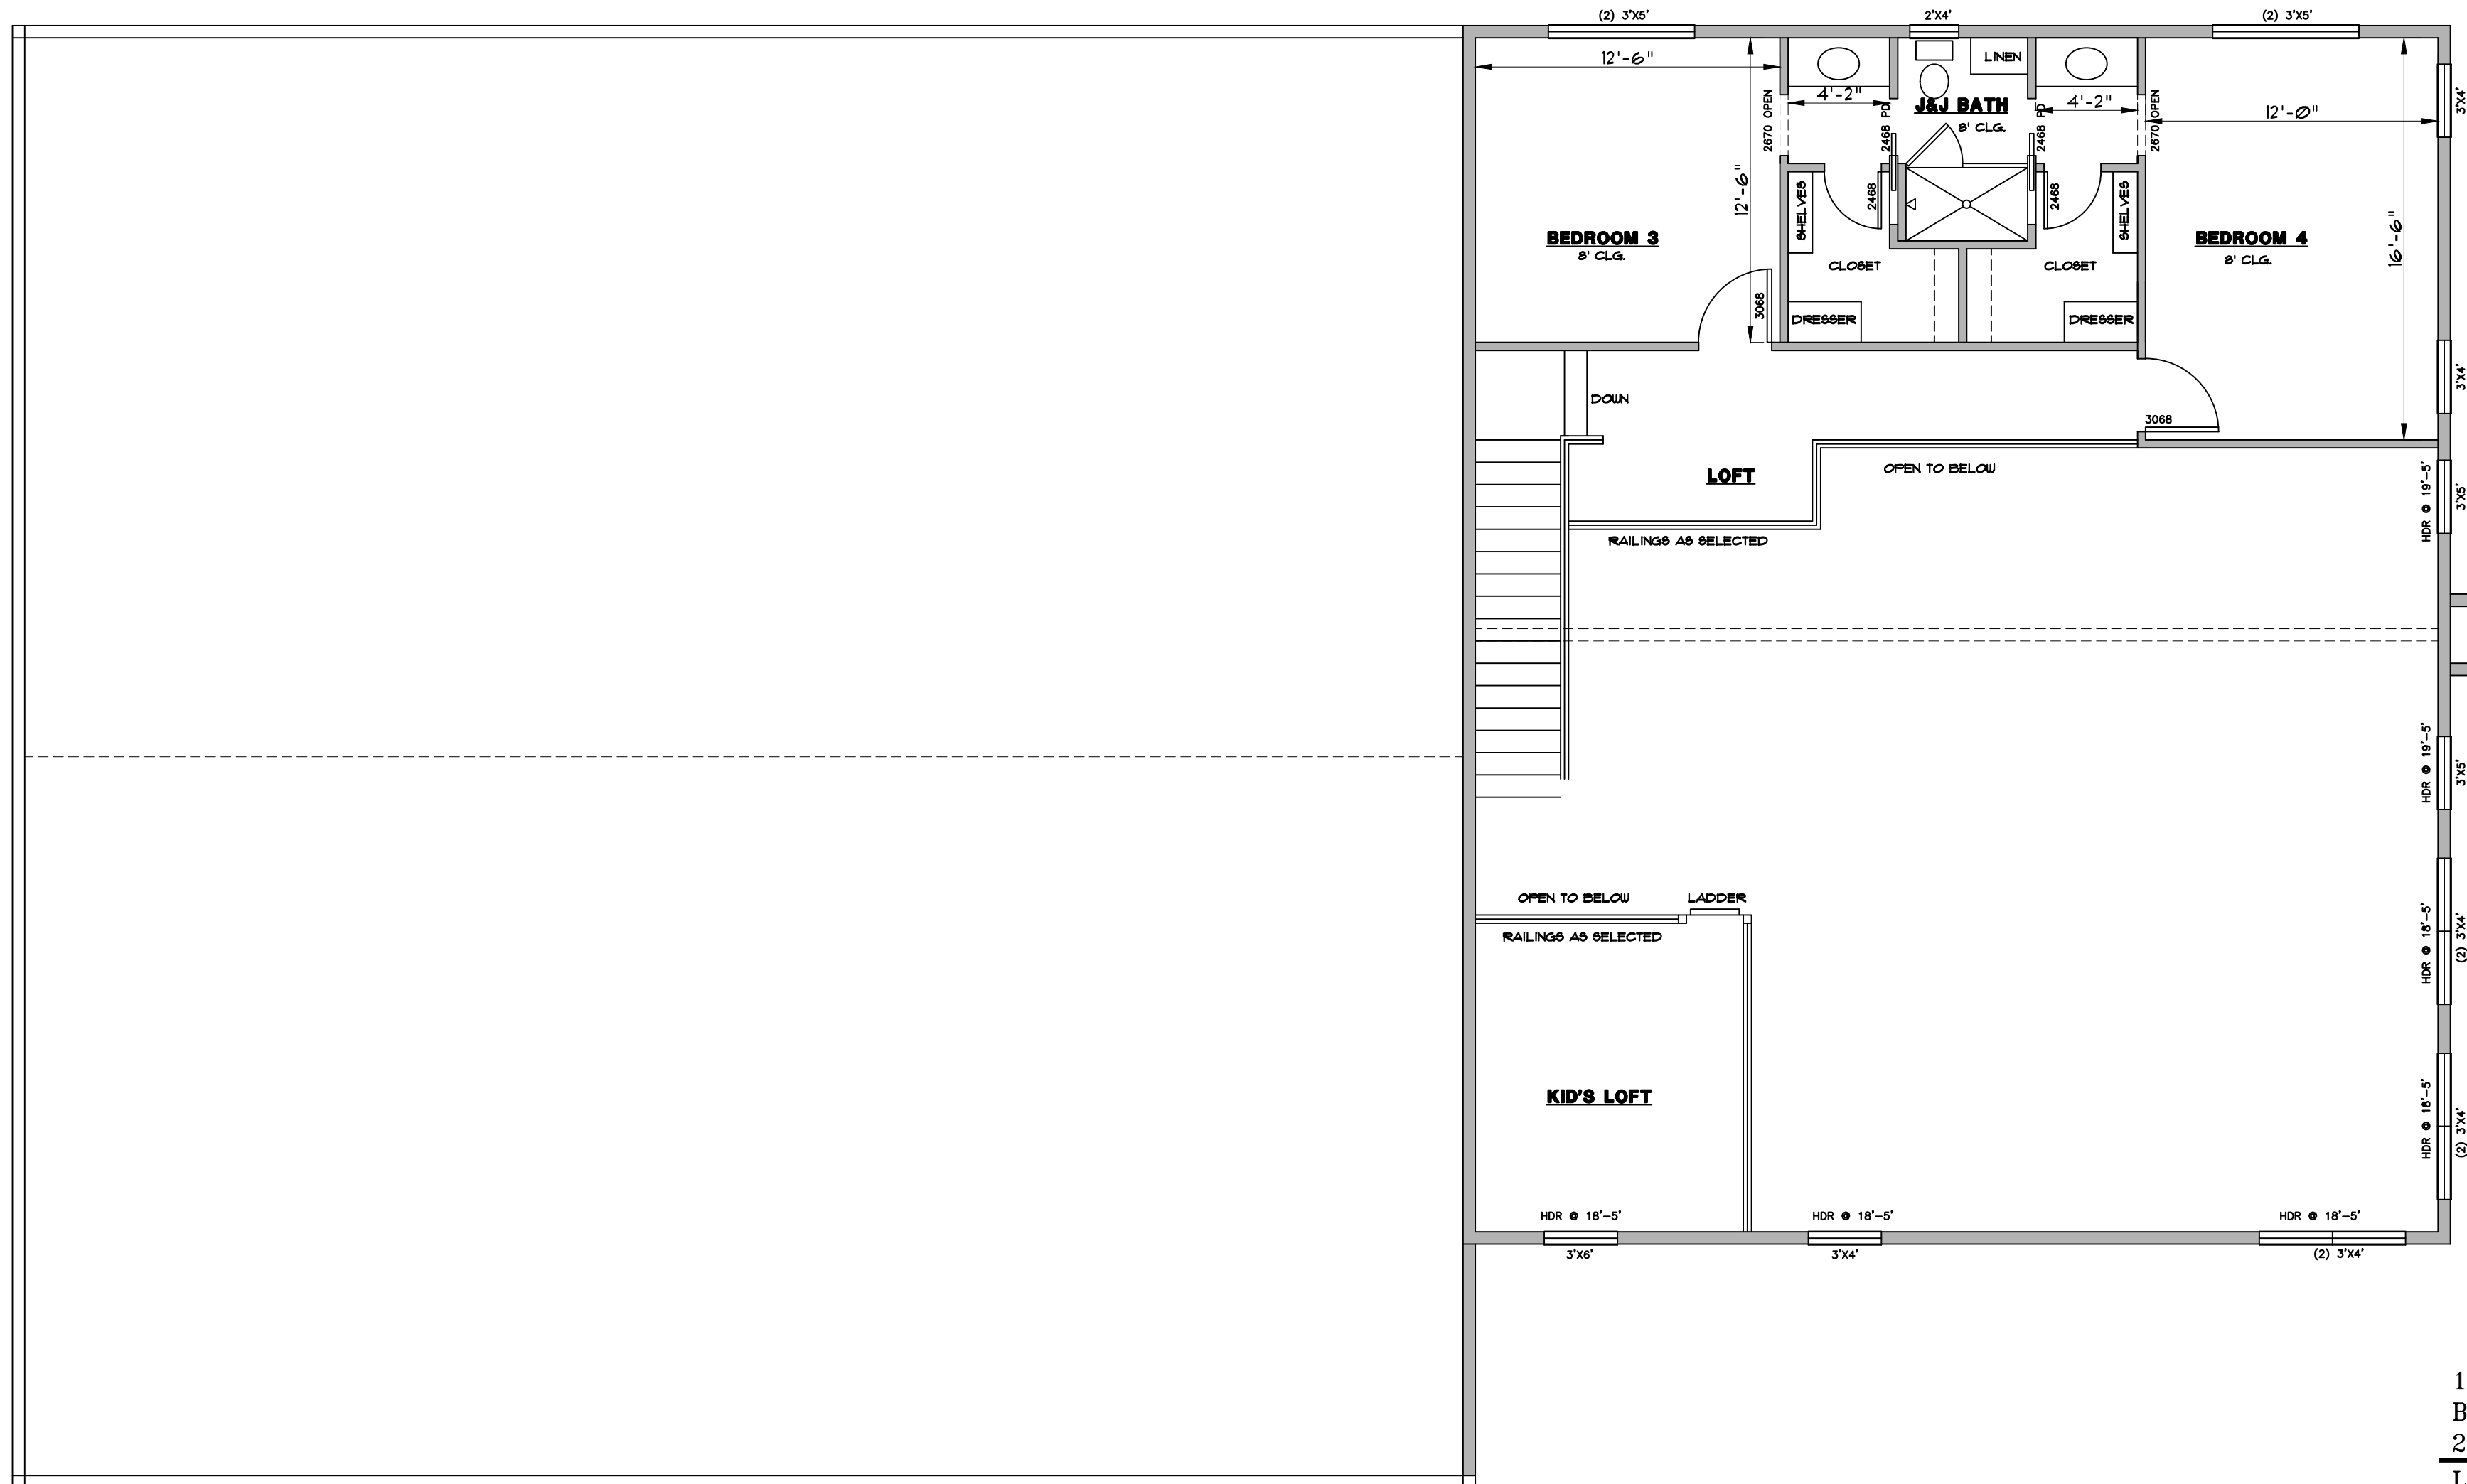 (2) 3'X5'
2'X4'
(2) 3'X5'
12'-6"
LINEN
4'-2"
J&J BATH
8' CLG.
4'-2"
12'-0"
3'X4'
2670 OPEN
2468 PD
2468 PD
2670 OPEN
12'-6"
SHELVES
2468
2468
SHELVES
16'-6"
BEDROOM 3
8' CLG.
BEDROOM 4
8' CLG.
CLOSET
CLOSET
3068
DRESSER
DRESSER
3'X4'
DOWN
3068
LOFT
OPEN TO BELOW
HDR @ 19'-5'
3'X5'
RAILINGS AS SELECTED
HDR @ 19'-5'
3'X5'
OPEN TO BELOW
LADDER
RAILINGS AS SELECTED
HDR @ 18'-5'
(2) 3'X4'
KID'S LOFT
HDR @ 18'-5'
(2) 3'X4'
HDR @ 18'-5'
HDR @ 18'-5'
HDR @ 18'-5'
3'X6'
3'X4'
(2) 3'X4'
1
B
2
L